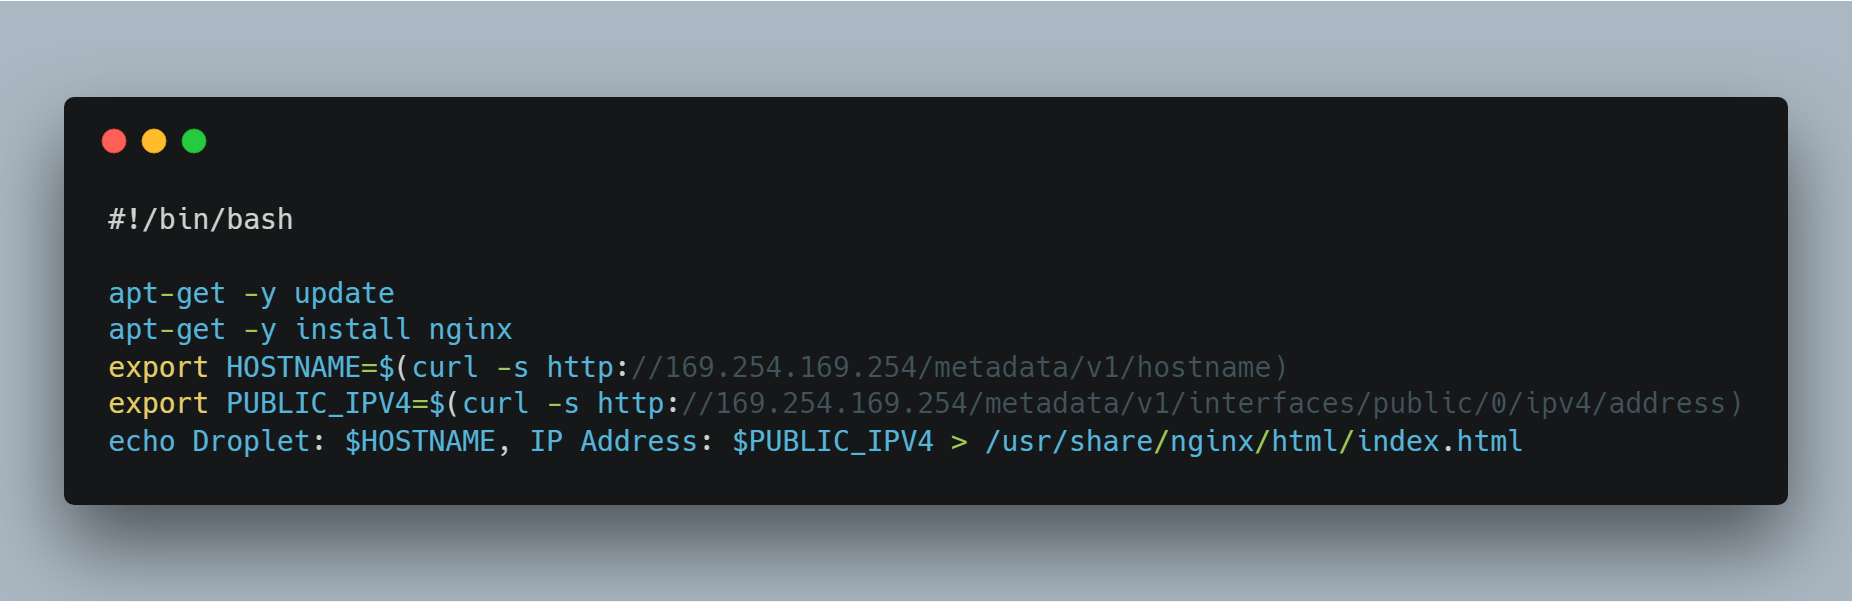 #!/bin/bash
apt-get -y update
apt-get -y install nginx
export HOSTNAME=$(curl -s http://169.254.169.254/metadata/v1/hostname)
export PUBLIC_IPV4=$(curl -s http://169.254.169.254/metadata/v1/interfaces/public/0/ipv4/address)
echo Droplet: $HOSTNAME, IP Address: $PUBLIC_IPV4 > /usr/share/nginx/html/index.html